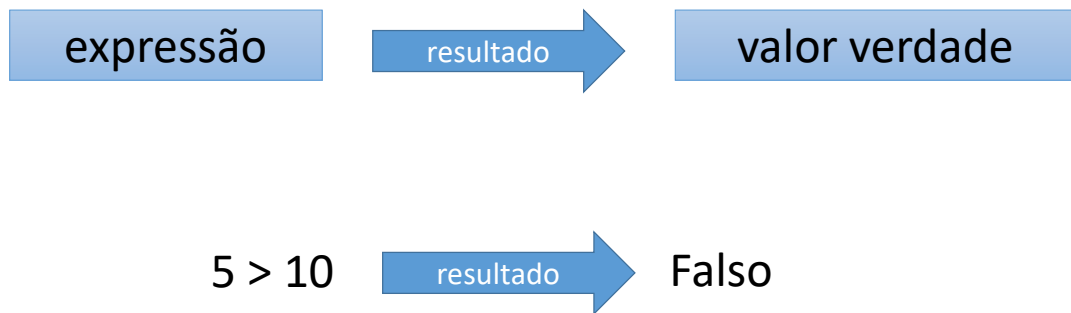 expressão resultado valor verdade
5 > 10 resultado Falso